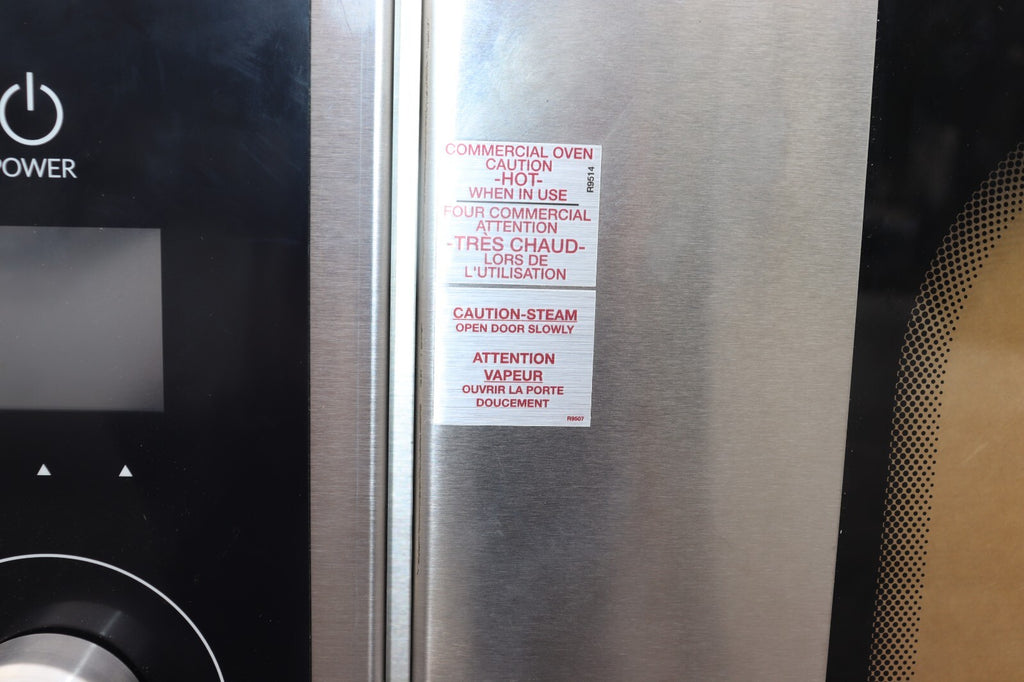 POWER
COMMERCIAL OVEN
CAUTION
-HOT-
WHEN IN USE
R9514
FOUR COMMERCIAL
ATTENTION
-TRÈS CHAUD-
LORS DE
L'UTILISATION
CAUTION-STEAM
OPEN DOOR SLOWLY
ATTENTION
VAPEUR
OUVRIR LA PORTE
DOUCEMENT
R9507